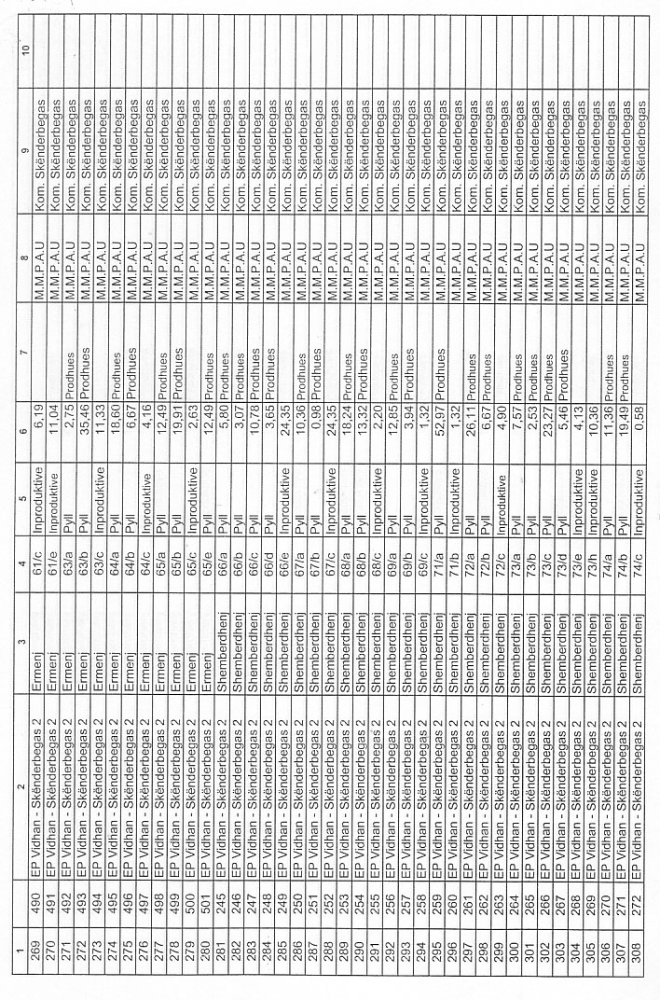 1 2 3 4 5 6 7 8 9 10
269 490 EP Vidhan - Skënderbegas 2 Ermenj 61/c Inproduktive 6,19 M.M.P.A.U Kom. Skënderbegas
270 491 EP Vidhan - Skënderbegas 2 Ermenj 61/e Inproduktive 11,04 M.M.P.A.U Kom. Skënderbegas
271 492 EP Vidhan - Skënderbegas 2 Ermenj 63/a Pyll 2,75 Prodhues M.M.P.A.U Kom. Skënderbegas
272 493 EP Vidhan - Skënderbegas 2 Ermenj 63/b Pyll 35,46 Prodhues M.M.P.A.U Kom. Skënderbegas
273 494 EP Vidhan - Skënderbegas 2 Ermenj 63/c Inproduktive 11,33 M.M.P.A.U Kom. Skënderbegas
274 495 EP Vidhan - Skënderbegas 2 Ermenj 64/a Pyll 18,60 Prodhues M.M.P.A.U Kom. Skënderbegas
275 496 EP Vidhan - Skënderbegas 2 Ermenj 64/b Pyll 6,67 Prodhues M.M.P.A.U Kom. Skënderbegas
276 497 EP Vidhan - Skënderbegas 2 Ermenj 64/c Inproduktive 4,16 M.M.P.A.U Kom. Skënderbegas
277 498 EP Vidhan - Skënderbegas 2 Ermenj 65/a Pyll 12,49 Prodhues M.M.P.A.U Kom. Skënderbegas
278 499 EP Vidhan - Skënderbegas 2 Ermenj 65/b Pyll 19,91 Prodhues M.M.P.A.U Kom. Skënderbegas
279 500 EP Vidhan - Skënderbegas 2 Ermenj 65/c Inproduktive 2,63 M.M.P.A.U Kom. Skënderbegas
280 501 EP Vidhan - Skënderbegas 2 Ermenj 65/e Pyll 12,49 Prodhues M.M.P.A.U Kom. Skënderbegas
281 245 EP Vidhan - Skënderbegas 2 Shemberdhenj 66/a Pyll 5,80 Prodhues M.M.P.A.U Kom. Skënderbegas
282 246 EP Vidhan - Skënderbegas 2 Shemberdhenj 66/b Pyll 3,07 Prodhues M.M.P.A.U Kom. Skënderbegas
283 247 EP Vidhan - Skënderbegas 2 Shemberdhenj 66/c Pyll 10,78 Prodhues M.M.P.A.U Kom. Skënderbegas
284 248 EP Vidhan - Skënderbegas 2 Shemberdhenj 66/d Pyll 3,65 Prodhues M.M.P.A.U Kom. Skënderbegas
285 249 EP Vidhan - Skënderbegas 2 Shemberdhenj 66/e Inproduktive 24,35 M.M.P.A.U Kom. Skënderbegas
286 250 EP Vidhan - Skënderbegas 2 Shemberdhenj 67/a Pyll 10,36 Prodhues M.M.P.A.U Kom. Skënderbegas
287 251 EP Vidhan - Skënderbegas 2 Shemberdhenj 67/b Pyll 0,98 Prodhues M.M.P.A.U Kom. Skënderbegas
288 252 EP Vidhan - Skënderbegas 2 Shemberdhenj 67/c Inproduktive 24,35 M.M.P.A.U Kom. Skënderbegas
289 253 EP Vidhan - Skënderbegas 2 Shemberdhenj 68/a Pyll 18,24 Prodhues M.M.P.A.U Kom. Skënderbegas
290 254 EP Vidhan - Skënderbegas 2 Shemberdhenj 68/b Pyll 13,32 Prodhues M.M.P.A.U Kom. Skënderbegas
291 255 EP Vidhan - Skënderbegas 2 Shemberdhenj 68/c Inproduktive 2,20 M.M.P.A.U Kom. Skënderbegas
292 256 EP Vidhan - Skënderbegas 2 Shemberdhenj 69/a Pyll 12,85 Prodhues M.M.P.A.U Kom. Skënderbegas
293 257 EP Vidhan - Skënderbegas 2 Shemberdhenj 69/b Pyll 3,94 Prodhues M.M.P.A.U Kom. Skënderbegas
294 258 EP Vidhan - Skënderbegas 2 Shemberdhenj 69/c Inproduktive 1,32 M.M.P.A.U Kom. Skënderbegas
295 259 EP Vidhan - Skënderbegas 2 Shemberdhenj 71/a Pyll 52,97 Prodhues M.M.P.A.U Kom. Skënderbegas
296 260 EP Vidhan - Skënderbegas 2 Shemberdhenj 71/b Inproduktive 1,32 M.M.P.A.U Kom. Skënderbegas
297 261 EP Vidhan - Skënderbegas 2 Shemberdhenj 72/a Pyll 26,11 Prodhues M.M.P.A.U Kom. Skënderbegas
298 262 EP Vidhan - Skënderbegas 2 Shemberdhenj 72/b Pyll 6,67 Prodhues M.M.P.A.U Kom. Skënderbegas
299 263 EP Vidhan - Skënderbegas 2 Shemberdhenj 72/c Inproduktive 4,90 M.M.P.A.U Kom. Skënderbegas
300 264 EP Vidhan - Skënderbegas 2 Shemberdhenj 73/a Pyll 7,57 Prodhues M.M.P.A.U Kom. Skënderbegas
301 265 EP Vidhan - Skënderbegas 2 Shemberdhenj 73/b Pyll 2,53 Prodhues M.M.P.A.U Kom. Skënderbegas
302 266 EP Vidhan - Skënderbegas 2 Shemberdhenj 73/c Pyll 23,27 Prodhues M.M.P.A.U Kom. Skënderbegas
303 267 EP Vidhan - Skënderbegas 2 Shemberdhenj 73/d Pyll 5,46 Prodhues M.M.P.A.U Kom. Skënderbegas
304 268 EP Vidhan - Skënderbegas 2 Shemberdhenj 73/e Inproduktive 4,13 M.M.P.A.U Kom. Skënderbegas
305 269 EP Vidhan - Skënderbegas 2 Shemberdhenj 73/h Inproduktive 10,36 M.M.P.A.U Kom. Skënderbegas
306 270 EP Vidhan - Skënderbegas 2 Shemberdhenj 74/a Pyll 11,36 Prodhues M.M.P.A.U Kom. Skënderbegas
307 271 EP Vidhan - Skënderbegas 2 Shemberdhenj 74/b Pyll 19,49 Prodhues M.M.P.A.U Kom. Skënderbegas
308 272 EP Vidhan - Skënderbegas 2 Shemberdhenj 74/c Inproduktive 0,58 M.M.P.A.U Kom. Skënderbegas